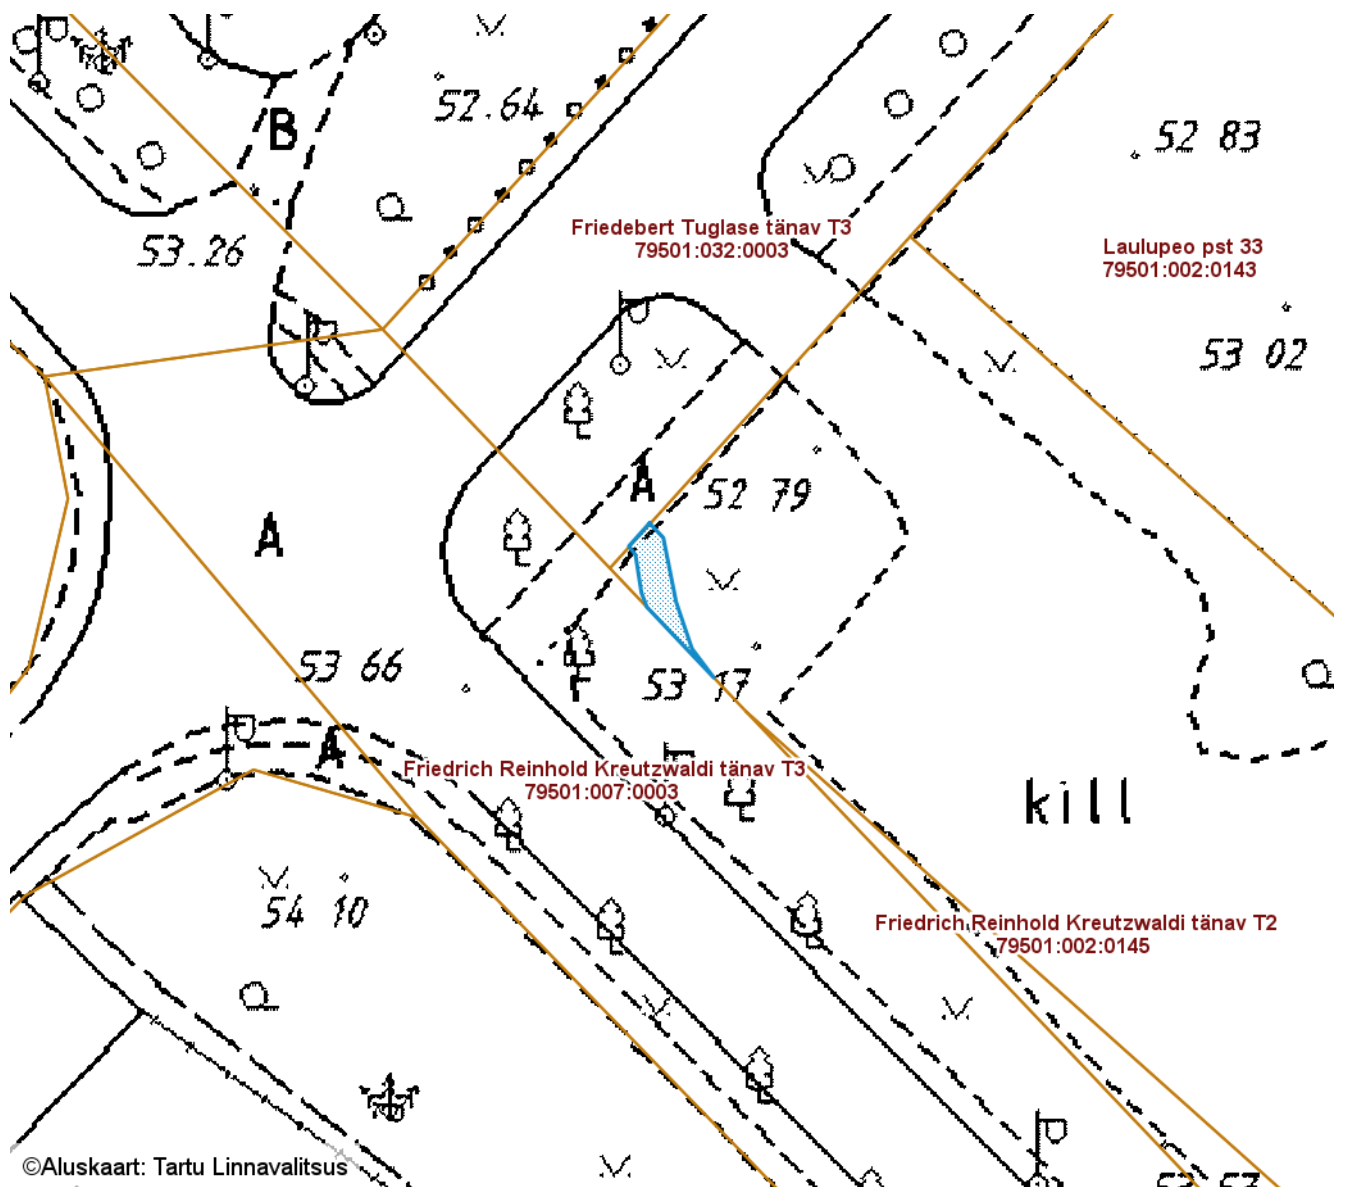 52.64
B
52 83
53.26
Friedebert Tuglase tänav T3
79501:032:0003
Laulupeo pst 33
79501:002:0143
53 02
A
52 79
A
53 66
53 17
A
Friedrich Reinhold Kreutzwaldi tänav T3
79501:007:0003
kill
54 10
Friedrich Reinhold Kreutzwaldi tänav T2
79501:002:0145
©Aluskaart: Tartu Linnavalitsus
53 53